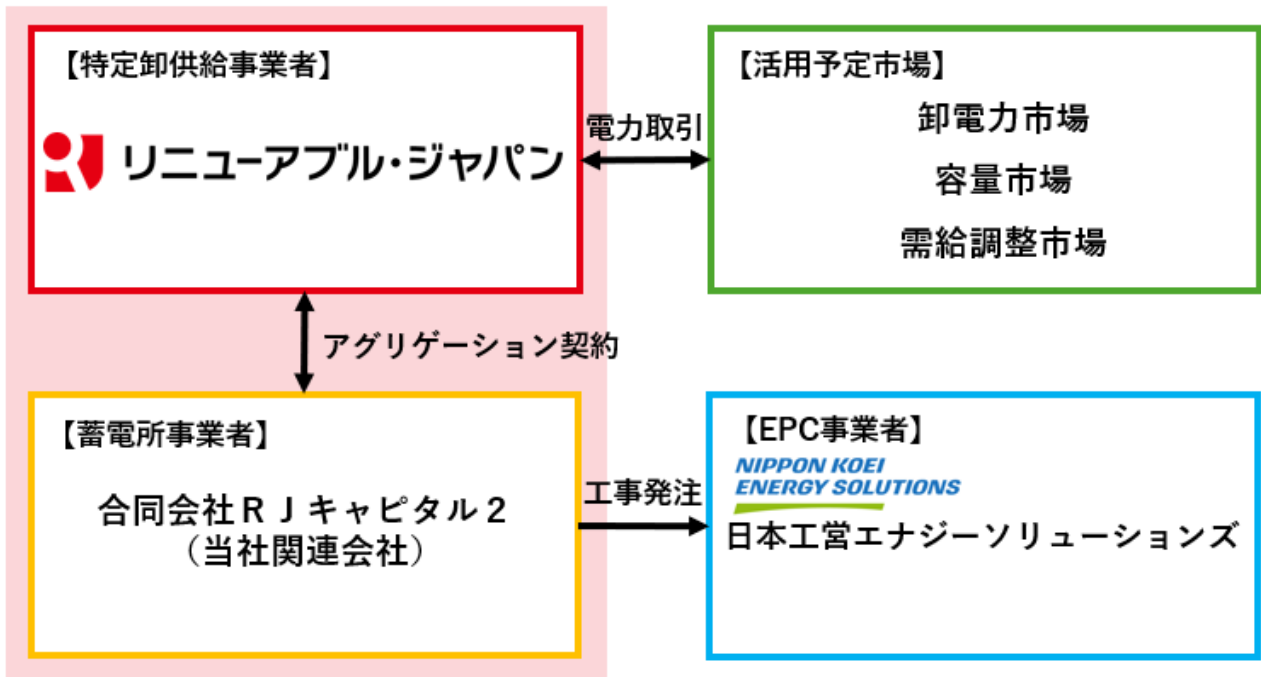 【特定卸供給事業者】
リニューアブル・ジャパン
電力取引
【活用予定市場】
卸電力市場
容量市場
需給調整市場
アグリゲーション契約
【蓄電所事業者】
合同会社ＲＪキャピタル２
（当社関連会社）
工事発注
【EPC事業者】
NIPPON KOEI
ENERGY SOLUTIONS
日本工営エナジーソリューションズ